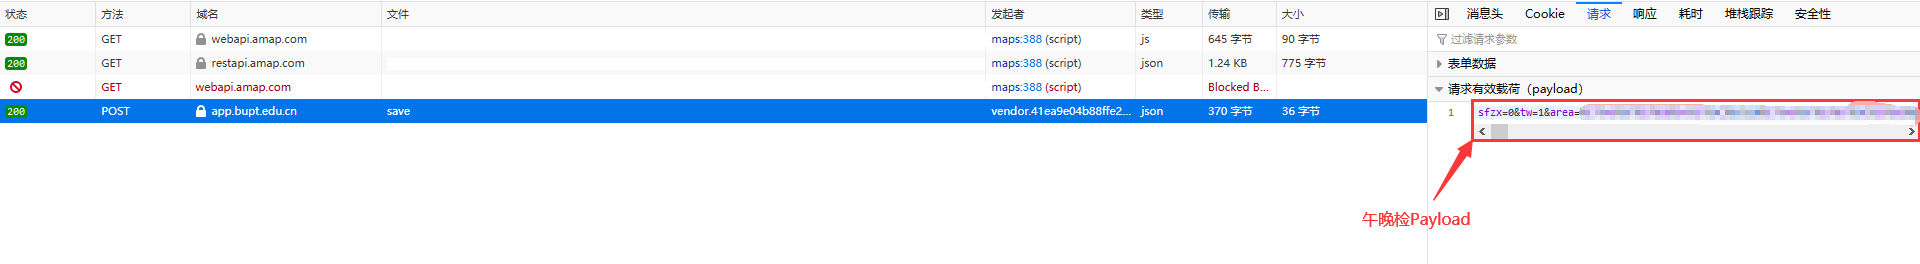 状态 方法 域名 文件 发起者 类型 传输 大小
200 GET webapi.amap.com maps:388 (script) js 645 字节 90 字节
200 GET restapi.amap.com maps:388 (script) json 1.24 KB 775 字节
GET webapi.amap.com maps:388 (script) Blocked B...
200 POST app.bupt.edu.cn save vendor.41ea9e04b88ffe2... json 370 字节 36 字节
消息头 Cookie 请求 响应 耗时 堆栈跟踪 安全性
过滤请求参数
表单数据
请求有效载荷（payload）
1 sfzx=0&tw=1&area=
午晚检Payload